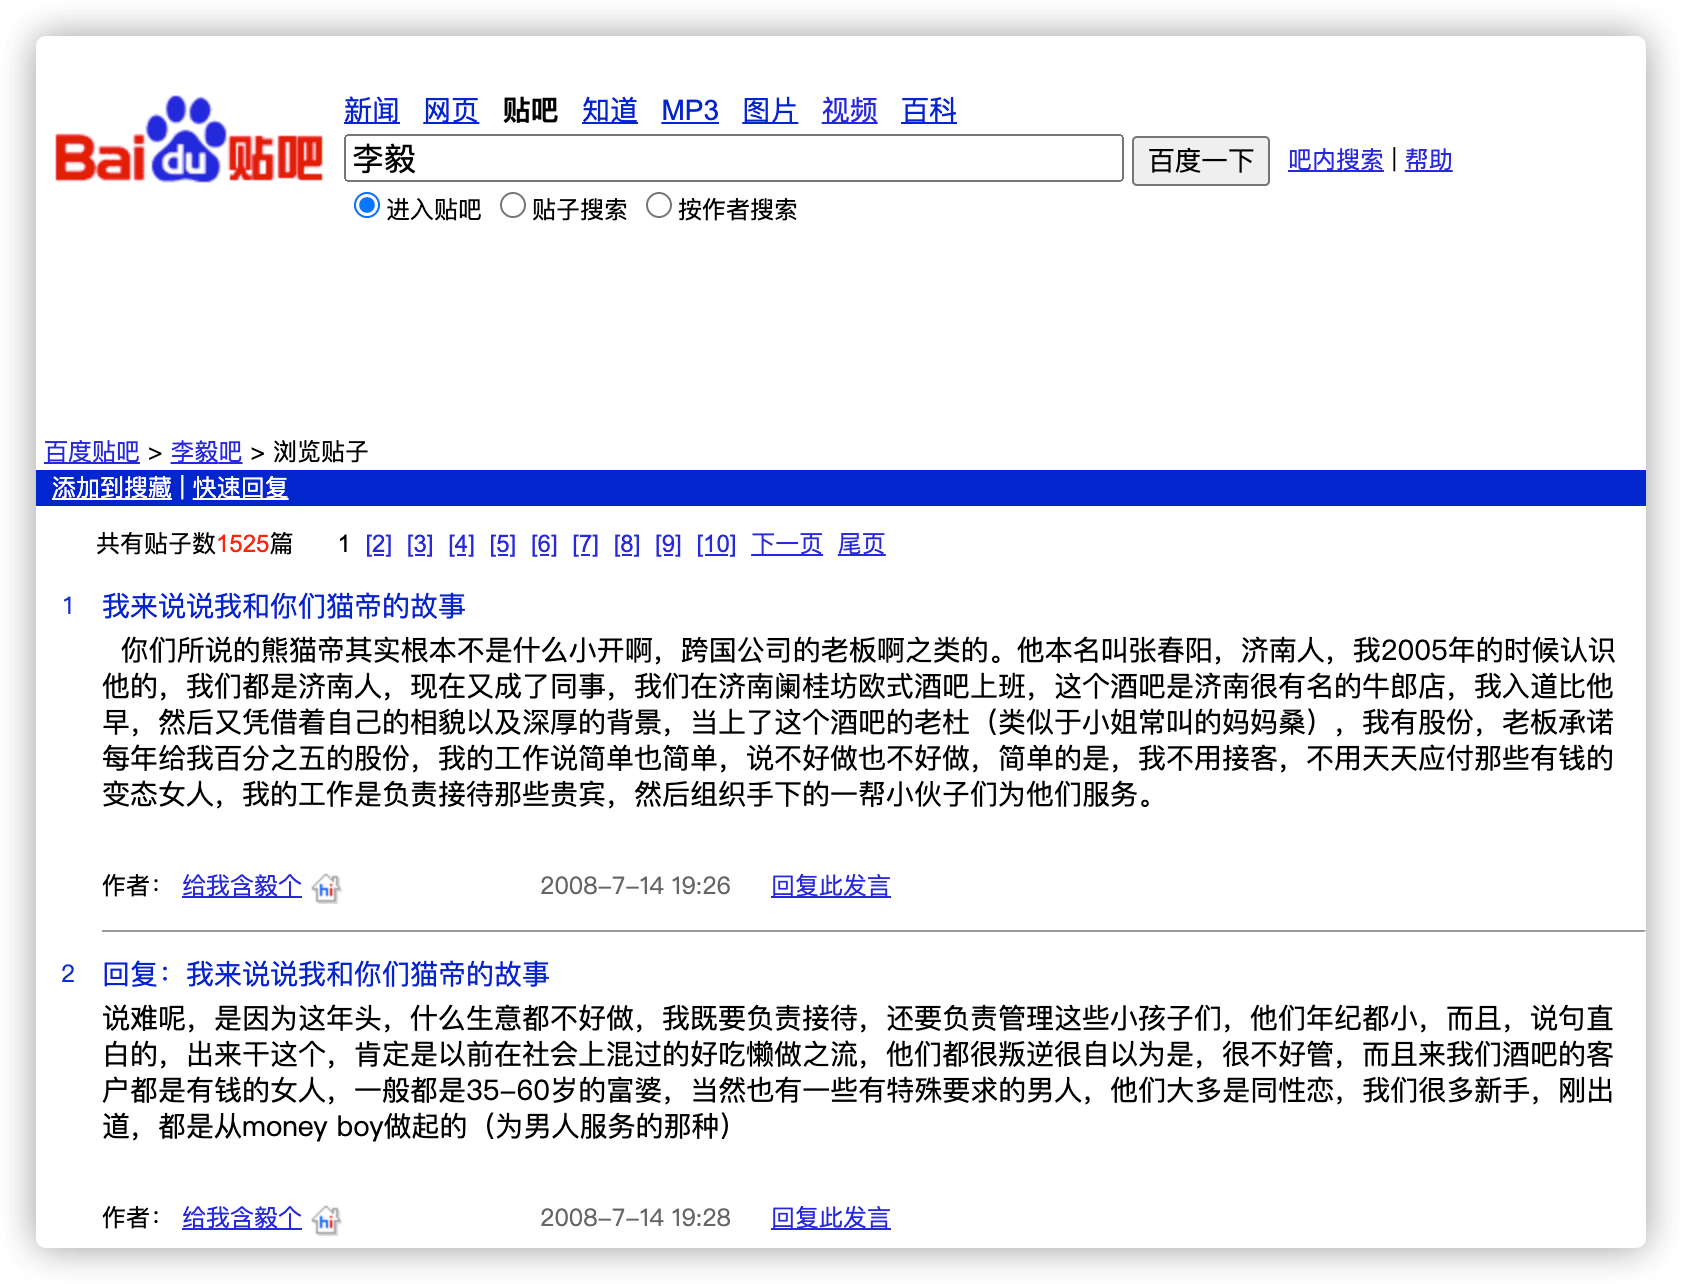 新闻 网页 贴吧 知道 MP3 图片 视频 百科
Bai du 贴吧
李毅 百度一下 吧内搜索 | 帮助
进入贴吧 贴子搜索 按作者搜索
百度贴吧 > 李毅吧 > 浏览贴子
添加到搜藏 | 快速回复
共有贴子数1525篇 1 [2] [3] [4] [5] [6] [7] [8] [9] [10] 下一页 尾页
1 我来说说我和你们猫帝的故事
你们所说的熊猫帝其实根本不是什么小开啊，跨国公司的老板啊之类的。他本名叫张春阳，济南人，我2005年的时候认识
他的，我们都是济南人，现在又成了同事，我们在济南阑桂坊欧式酒吧上班，这个酒吧是济南很有名的牛郎店，我入道比他
早，然后又凭借着自己的相貌以及深厚的背景，当上了这个酒吧的老杜（类似于小姐常叫的妈妈桑），我有股份，老板承诺
每年给我百分之五的股份，我的工作说简单也简单，说不好做也不好做，简单的是，我不用接客，不用天天应付那些有钱的
变态女人，我的工作是负责接待那些贵宾，然后组织手下的一帮小伙子们为他们服务。
作者： 给我含毅个 hi 2008-7-14 19:26 回复此发言
2 回复：我来说说我和你们猫帝的故事
说难呢，是因为这年头，什么生意都不好做，我既要负责接待，还要负责管理这些小孩子们，他们年纪都小，而且，说句直
白的，出来干这个，肯定是以前在社会上混过的好吃懒做之流，他们都很叛逆很自以为是，很不好管，而且来我们酒吧的客
户都是有钱的女人，一般都是35-60岁的富婆，当然也有一些有特殊要求的男人，他们大多是同性恋，我们很多新手，刚出
道，都是从money boy做起的（为男人服务的那种）
作者： 给我含毅个 hi 2008-7-14 19:28 回复此发言